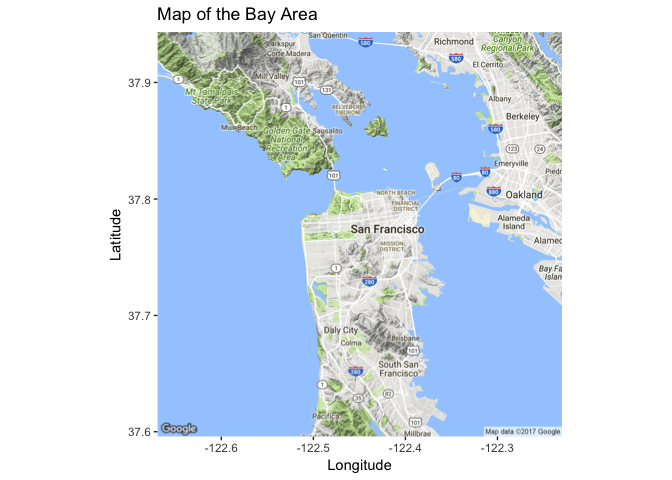 Map of the Bay Area
San Quentin
Larkspur
Corte Madera
580
Richmond
Canyon
Regional Park
580
El Cerrito
37.9
1
Mill Valley
101
131
Mt Tamalpais
State Park
BELVEDERE
TIBURON
Albany
Muir Beach
Golden Gate
National
Recreation
Area
Sausalito
Berkeley
580
123
24
Emeryville
101
80
80
Pied
880
Oakland
37.8
NORTH BEACH
FINANCIAL
DISTRICT
Alameda
Island
San Francisco
Alamed
MISSION
DISTRICT
1
280
Bay Fa
Island
Latitude
37.7
Daly City
Colma
Brisbane
101
280
South San
Francisco
1
35
82
Pacifica
101
Millbrae
37.6
Google
Map data ©2017 Google
-122.6
-122.5
-122.4
-122.3
Longitude